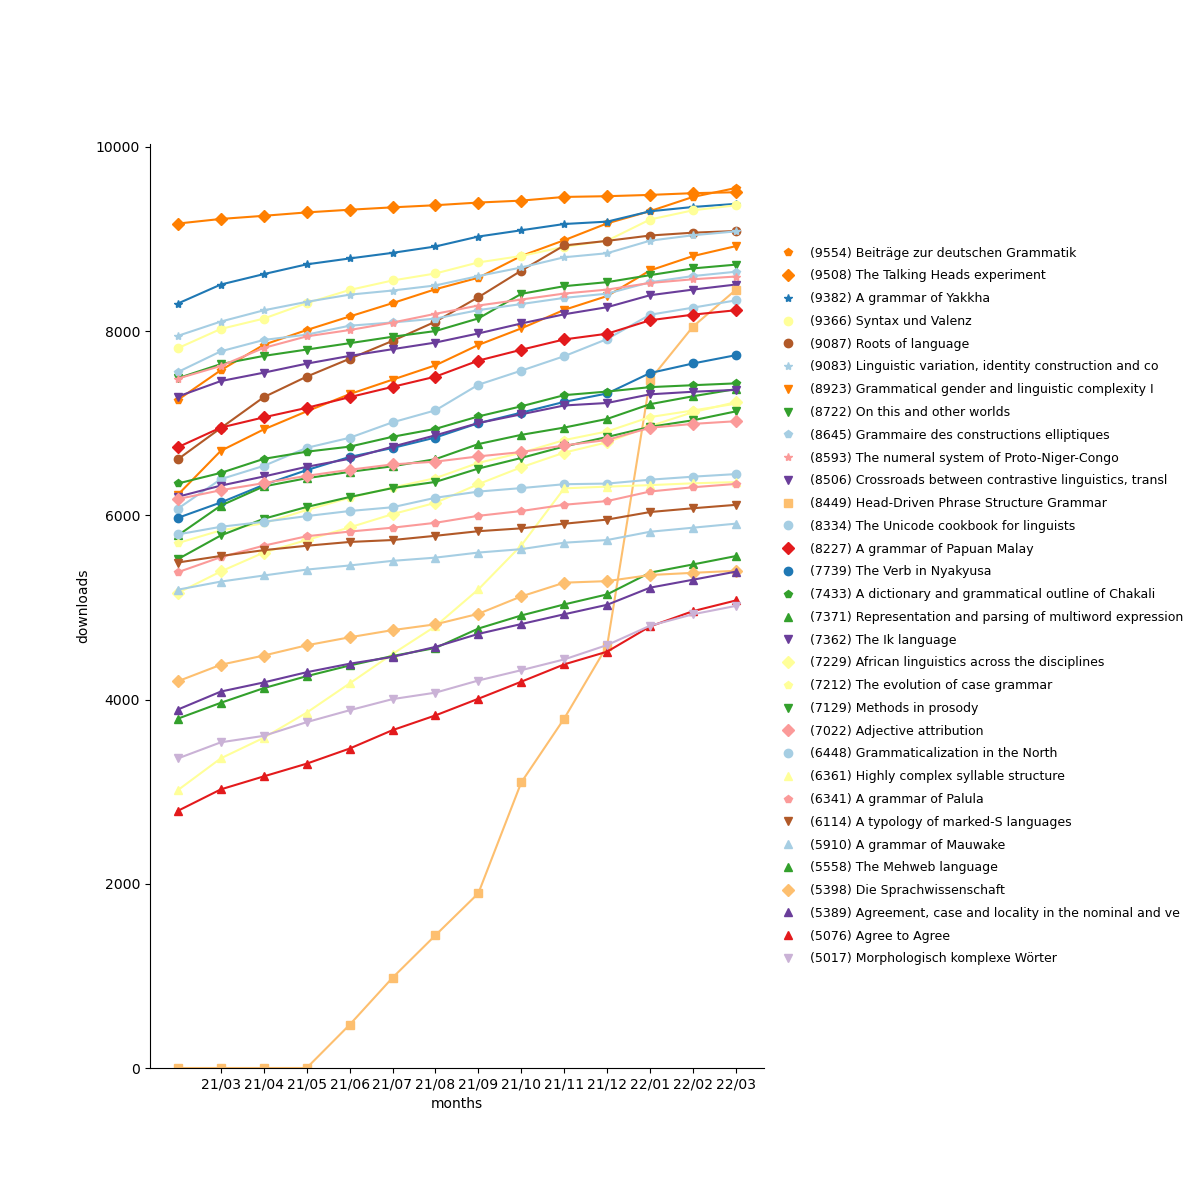 10000
8000
6000
4000
2000
0
downloads
21/03 21/04 21/05 21/06 21/07 21/08 21/09 21/10 21/11 21/12 22/01 22/02 22/03
months
(9554) Beiträge zur deutschen Grammatik
(9508) The Talking Heads experiment
(9382) A grammar of Yakkha
(9366) Syntax und Valenz
(9087) Roots of language
(9083) Linguistic variation, identity construction and co
(8923) Grammatical gender and linguistic complexity I
(8722) On this and other worlds
(8645) Grammaire des constructions elliptiques
(8593) The numeral system of Proto-Niger-Congo
(8506) Crossroads between contrastive linguistics, transl
(8449) Head-Driven Phrase Structure Grammar
(8334) The Unicode cookbook for linguists
(8227) A grammar of Papuan Malay
(7739) The Verb in Nyakyusa
(7433) A dictionary and grammatical outline of Chakali
(7371) Representation and parsing of multiword expression
(7362) The Ik language
(7229) African linguistics across the disciplines
(7212) The evolution of case grammar
(7129) Methods in prosody
(7022) Adjective attribution
(6448) Grammaticalization in the North
(6361) Highly complex syllable structure
(6341) A grammar of Palula
(6114) A typology of marked-S languages
(5910) A grammar of Mauwake
(5558) The Mehweb language
(5398) Die Sprachwissenschaft
(5389) Agreement, case and locality in the nominal and ve
(5076) Agree to Agree
(5017) Morphologisch komplexe Wörter